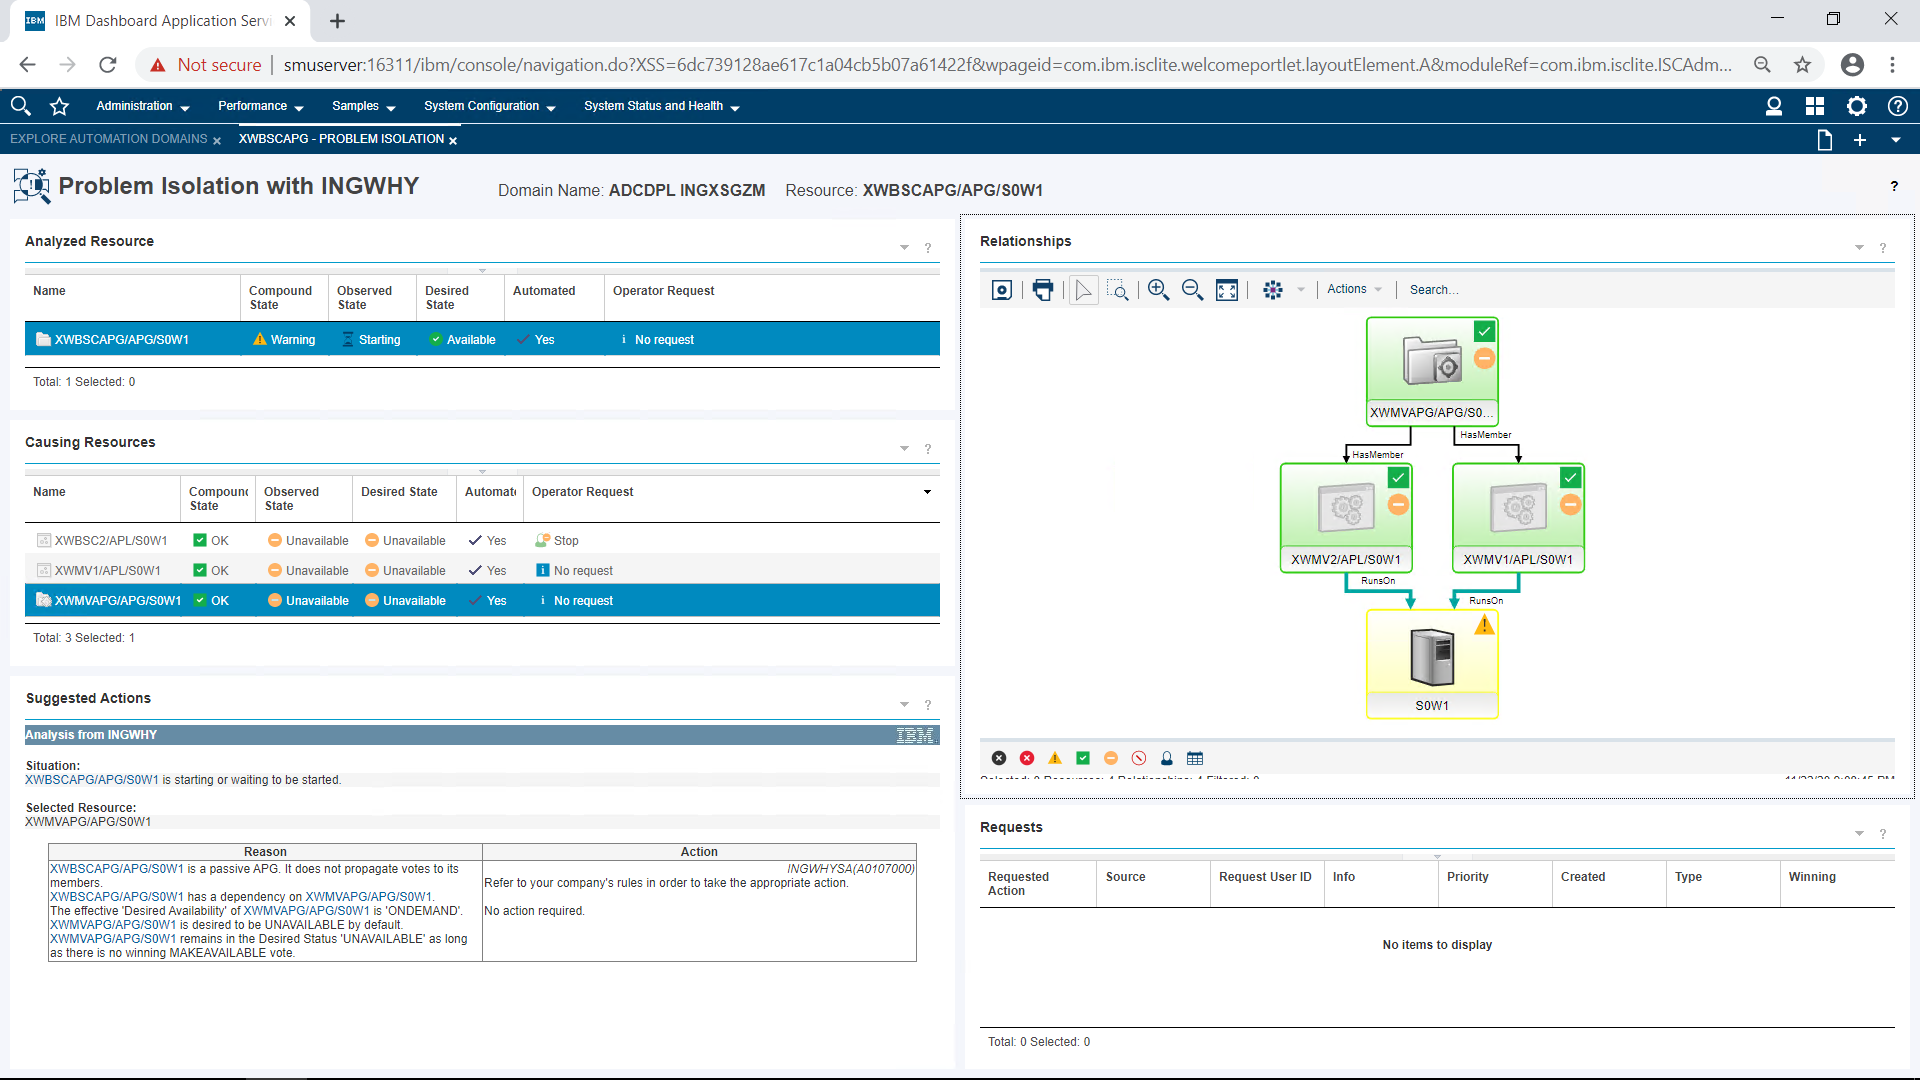 IBM Dashboard Application Servi
Not secure
smuserver:16311/ibm/console/navigation.do?XSS=6dc739128ae617c1a04cb5b07a61422f&wpageid=com.ibm.isclite.welcomeportlet.layoutElement.A&moduleRef=com.ibm.isclite.ISCAdm...
Administration Performance Samples System Configuration System Status and Health
EXPLORE AUTOMATION DOMAINS XWBSCAPG - PROBLEM ISOLATION
Problem Isolation with INGWHY
Domain Name: ADCDPL INGXSGZM Resource: XWBSCAPG/APG/S0W1
?
Analyzed Resource
?
Name Compound State Observed State Desired State Automated Operator Request
XWBSCAPG/APG/S0W1 Warning Starting Available Yes No request
Total: 1 Selected: 0
Causing Resources
?
Name Compound State Observed State Desired State Automate Operator Request
XWBSC2/APL/S0W1 OK Unavailable Unavailable Yes Stop
XWMV1/APL/S0W1 OK Unavailable Unavailable Yes No request
XWMVAPG/APG/S0W1 OK Unavailable Unavailable Yes No request
Total: 3 Selected: 1
Suggested Actions
?
Analysis from INGWHY
IBM
Situation:
XWBSCAPG/APG/S0W1 is starting or waiting to be started.
Selected Resource:
XWMVAPG/APG/S0W1
Reason
XWBSCAPG/APG/S0W1 is a passive APG. It does not propagate votes to its
members.
XWBSCAPG/APG/S0W1 has a dependency on XWMVAPG/APG/S0W1.
The effective 'Desired Availability' of XWMVAPG/APG/S0W1 is 'ONDEMAND'.
XWMVAPG/APG/S0W1 is desired to be UNAVAILABLE by default.
XWMVAPG/APG/S0W1 remains in the Desired Status 'UNAVAILABLE' as long
as there is no winning MAKEAVAILABLE vote.
Action
INGWHYSA(A0107000)
Refer to your company's rules in order to take the appropriate action.
No action required.
Relationships
?
Actions Search...
XWMVAPG/APG/S0...
HasMember
HasMember
XWMV2/APL/S0W1
XWMV1/APL/S0W1
RunsOn
RunsOn
S0W1
Requests
?
Requested Action Source Request User ID Info Priority Created Type Winning
No items to display
Total: 0 Selected: 0